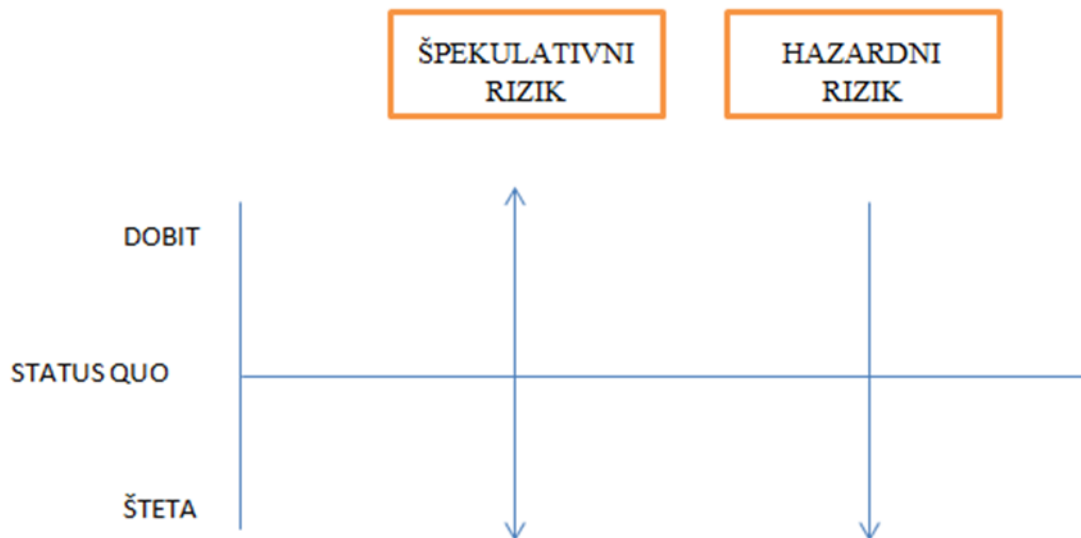 ŠPEKULATIVNI
RIZIK
HAZARDNI
RIZIK
DOBIT
STATUS QUO
ŠTETA